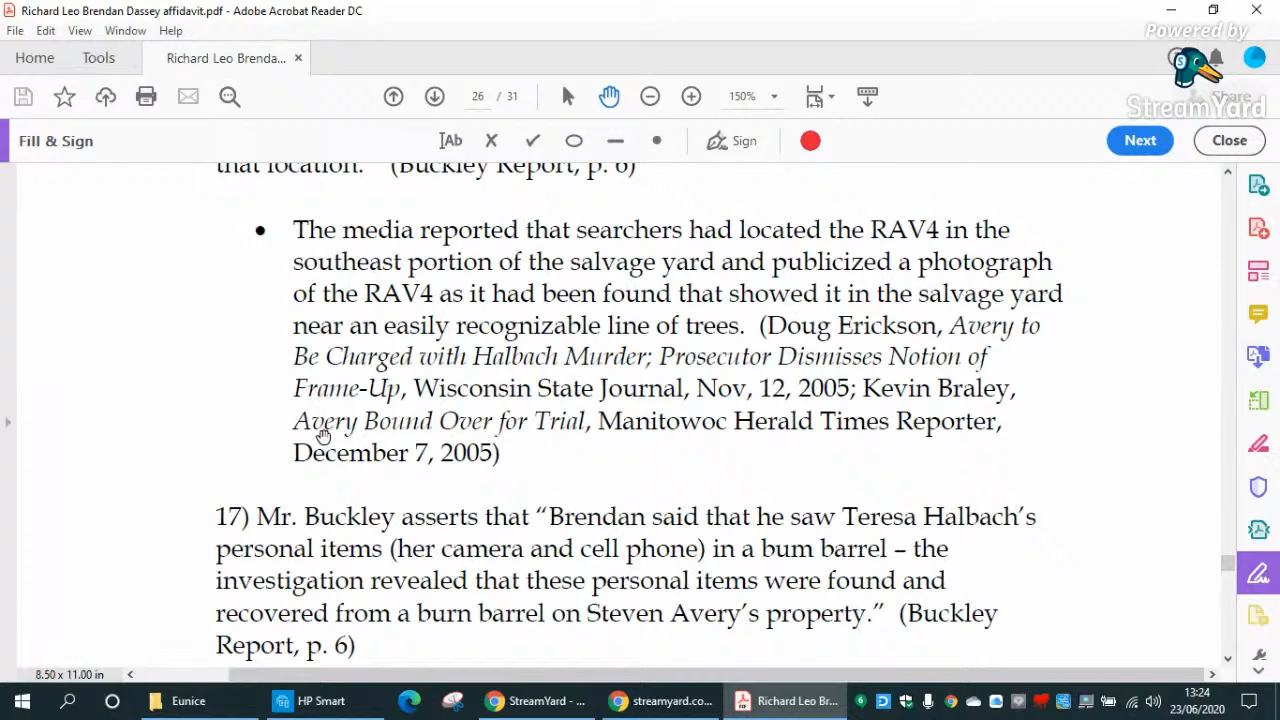 Richard Leo Brendan Dassey affidavit.pdf - Adobe Acrobat Reader DC
File Edit View Window Help
Powered by
Home Tools Richard Leo Brenda... ×
StreamYard
Share
26 / 31 150%
Fill & Sign Ab Sign Next Close
that location." (Buckley Report, p. 6)
• The media reported that searchers had located the RAV4 in the
southeast portion of the salvage yard and publicized a photograph
of the RAV4 as it had been found that showed it in the salvage yard
near an easily recognizable line of trees. (Doug Erickson, Avery to
Be Charged with Halbach Murder; Prosecutor Dismisses Notion of
Frame-Up, Wisconsin State Journal, Nov, 12, 2005; Kevin Braley,
Avery Bound Over for Trial, Manitowoc Herald Times Reporter,
December 7, 2005)
17) Mr. Buckley asserts that “Brendan said that he saw Teresa Halbach’s
personal items (her camera and cell phone) in a bum barrel – the
investigation revealed that these personal items were found and
recovered from a burn barrel on Steven Avery’s property.” (Buckley
Report, p. 6)
8.50 x 11.00 in
Eunice HP Smart StreamYard - ... streamyard.co... Richard Leo Br... 13:24
23/06/2020